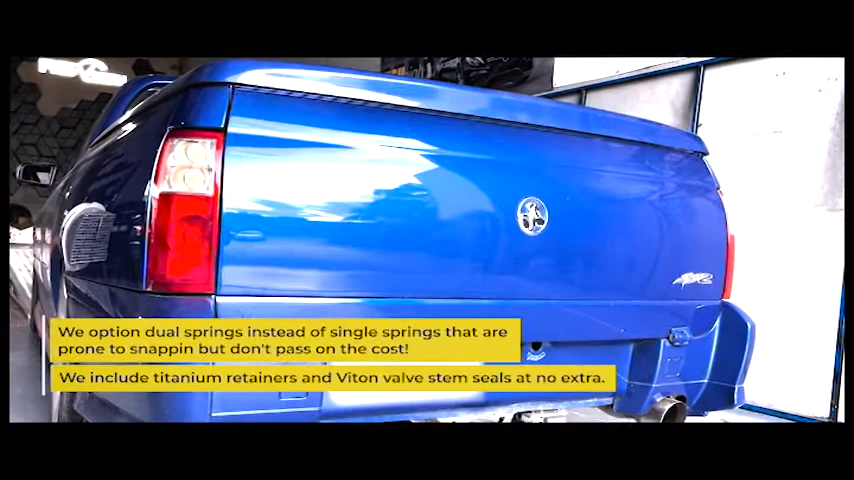 We option dual springs instead of single springs that are
prone to snappin but don't pass on the cost!
We include titanium retainers and Viton valve stem seals at no extra.